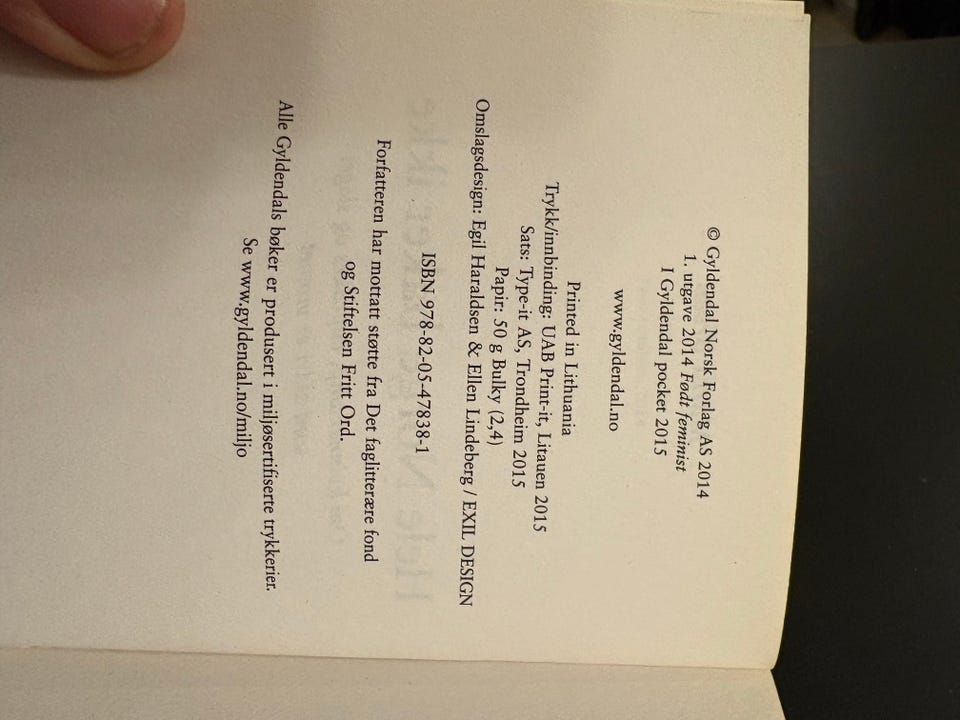 © Gyldendal Norsk Forlag AS 2014
1. utgave 2014 Født feminist
I Gyldendal pocket 2015
www.gyldendal.no
Printed in Lithuania
Trykk/innbinding: UAB Print-it, Litauen 2015
Sats: Type-it AS, Trondheim 2015
Papir: 50 g Bulky (2,4)
Omslagsdesign: Egil Haraldsen & Ellen Lindeberg / EXIL DESIGN
ISBN 978-82-05-47838-1
Forfatteren har mottatt støtte fra Det faglitterære fond
og Stiftelsen Fritt Ord.
Alle Gyldendals bøker er produsert i miljøsertifiserte trykkerier.
Se www.gyldendal.no/miljo